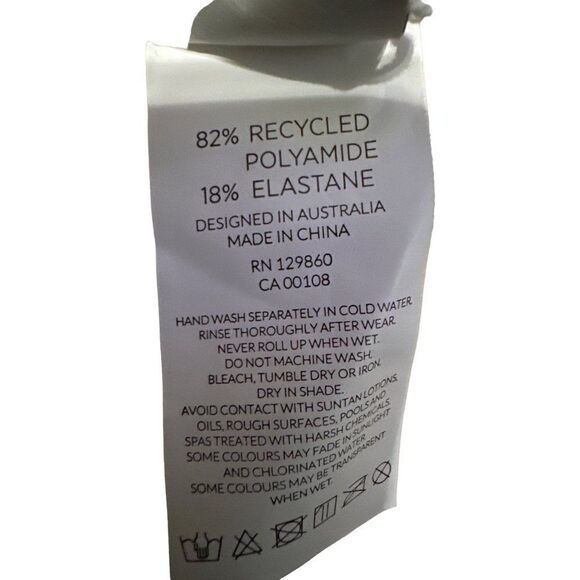 82% RECYCLED
POLYAMIDE
18% ELASTANE
DESIGNED IN AUSTRALIA
MADE IN CHINA
RN 129860
CA 00108
HAND WASH SEPARATELY IN COLD WATER.
RINSE THOROUGHLY AFTER WEAR.
NEVER ROLL UP WHEN WET.
DO NOT MACHINE WASH,
BLEACH, TUMBLE DRY OR IRON.
DRY IN SHADE.
AVOID CONTACT WITH SUNTAN LOTIONS,
OILS, ROUGH SURFACES, POOLS AND
SPAS TREATED WITH HARSH CHEMICALS.
SOME COLOURS MAY FADE IN SUNLIGHT
AND CHLORINATED WATER
SOME COLOURS MAY BE TRANSPARENT
WHEN WET.